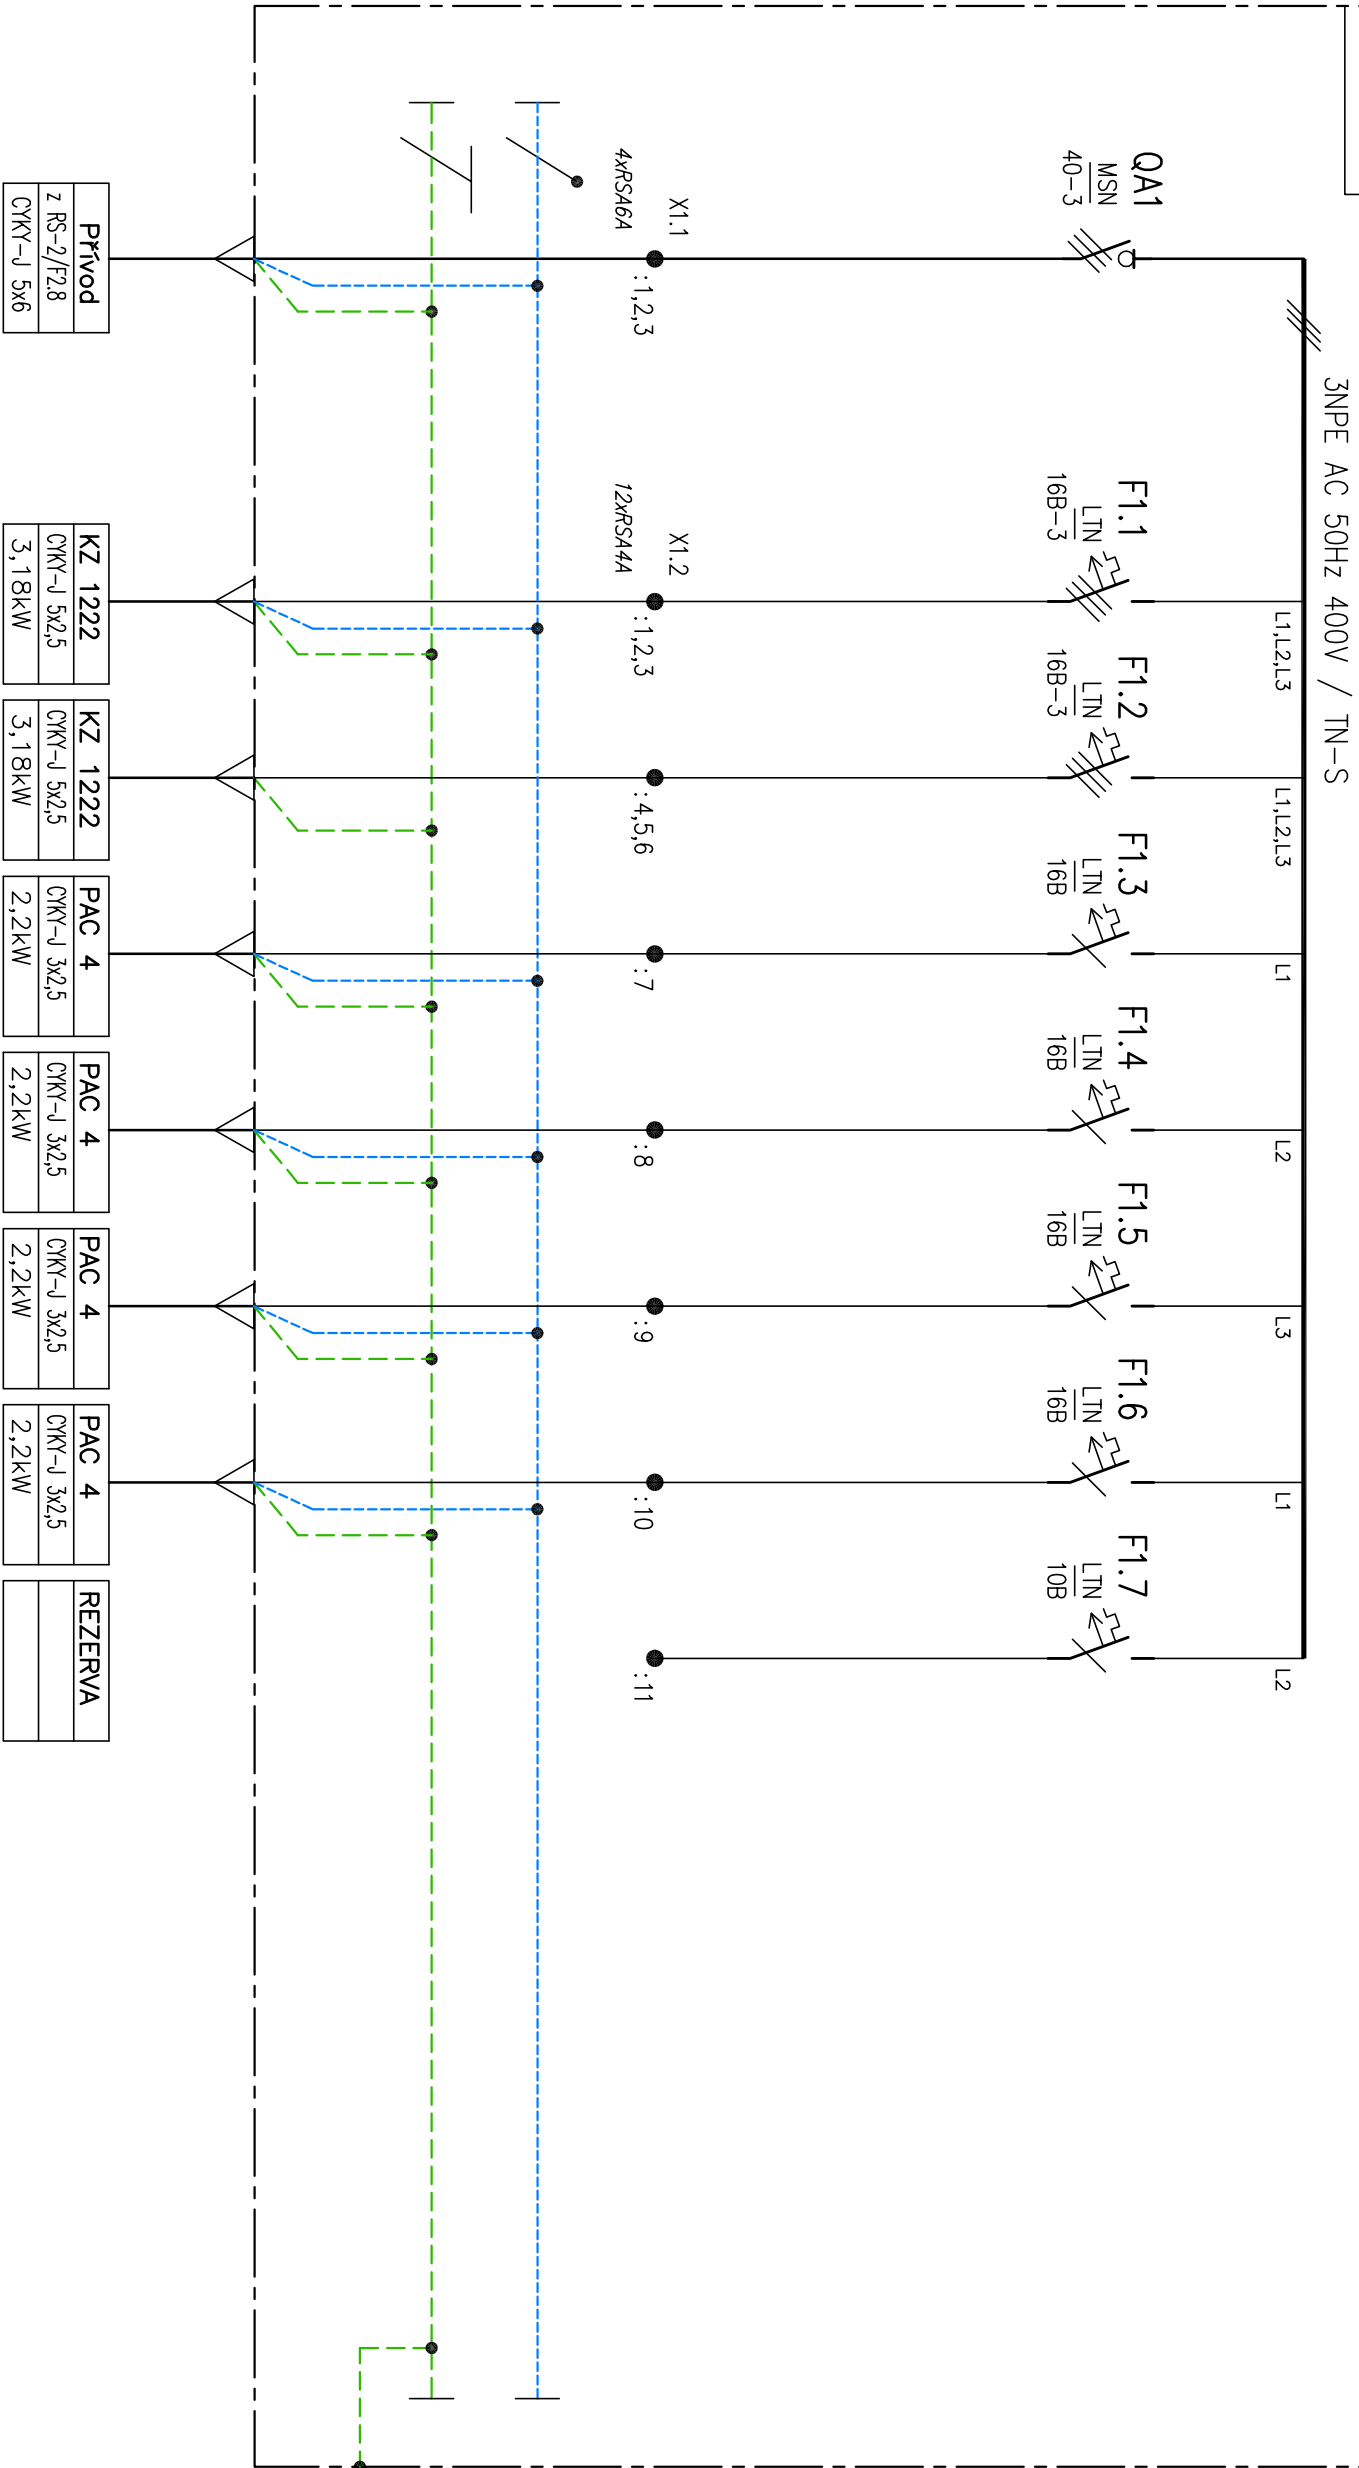 3NPE AC 50Hz 400V / TN-S
QA1
MSN
40-3
F1.1
LTN
16B-3
L1,L2,L3
F1.2
LTN
16B-3
L1,L2,L3
F1.3
LTN
16B
L1
F1.4
LTN
16B
L2
F1.5
LTN
16B
L3
F1.6
LTN
16B
L1
F1.7
LTN
10B
L2
X1.1
4xRSA6A
:1,2,3
X1.2
12xRSA4A
:1,2,3
:4,5,6
:7
:8
:9
:10
:11
Přívod
z RS-2/F2.8
CYKY-J 5x6
KZ 1222
CYKY-J 5x2,5
3,18kW
KZ 1222
CYKY-J 5x2,5
3,18kW
PAC 4
CYKY-J 3x2,5
2,2kW
PAC 4
CYKY-J 3x2,5
2,2kW
PAC 4
CYKY-J 3x2,5
2,2kW
PAC 4
CYKY-J 3x2,5
2,2kW
REZERVA